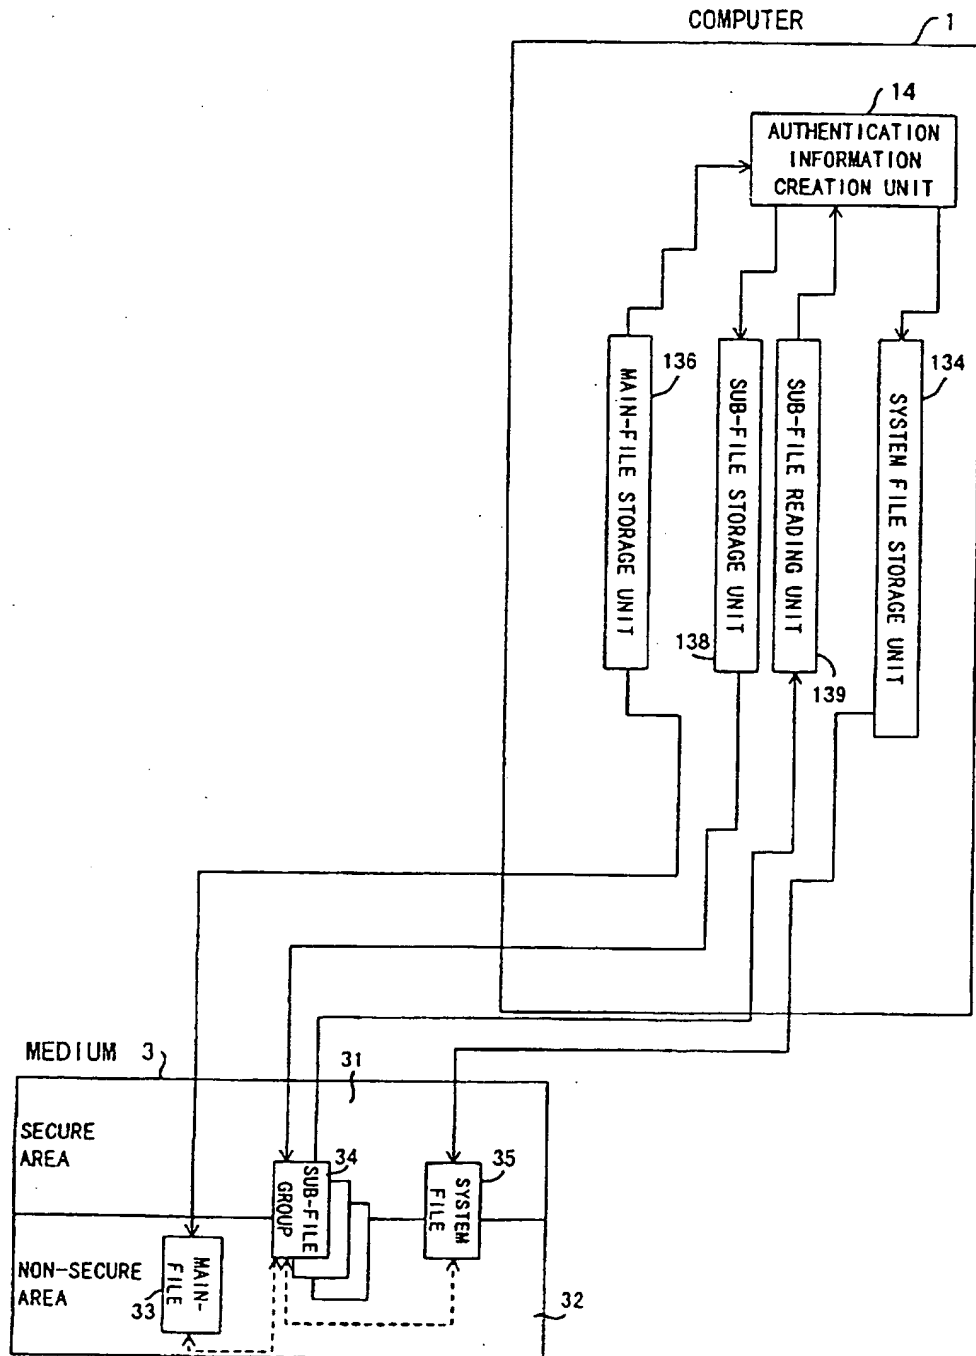 COMPUTER
1
14
AUTHENTICATION
INFORMATION
CREATION UNIT
136
MAIN-FILE STORAGE UNIT
138
SUB-FILE STORAGE UNIT
SUB-FILE READING UNIT
139
134
SYSTEM FILE STORAGE UNIT
MEDIUM 3
31
SECURE
AREA
34
SUB-FILE
GROUP
35
SYSTEM
FILE
NON-SECURE
AREA
33
MAIN-
FILE
32